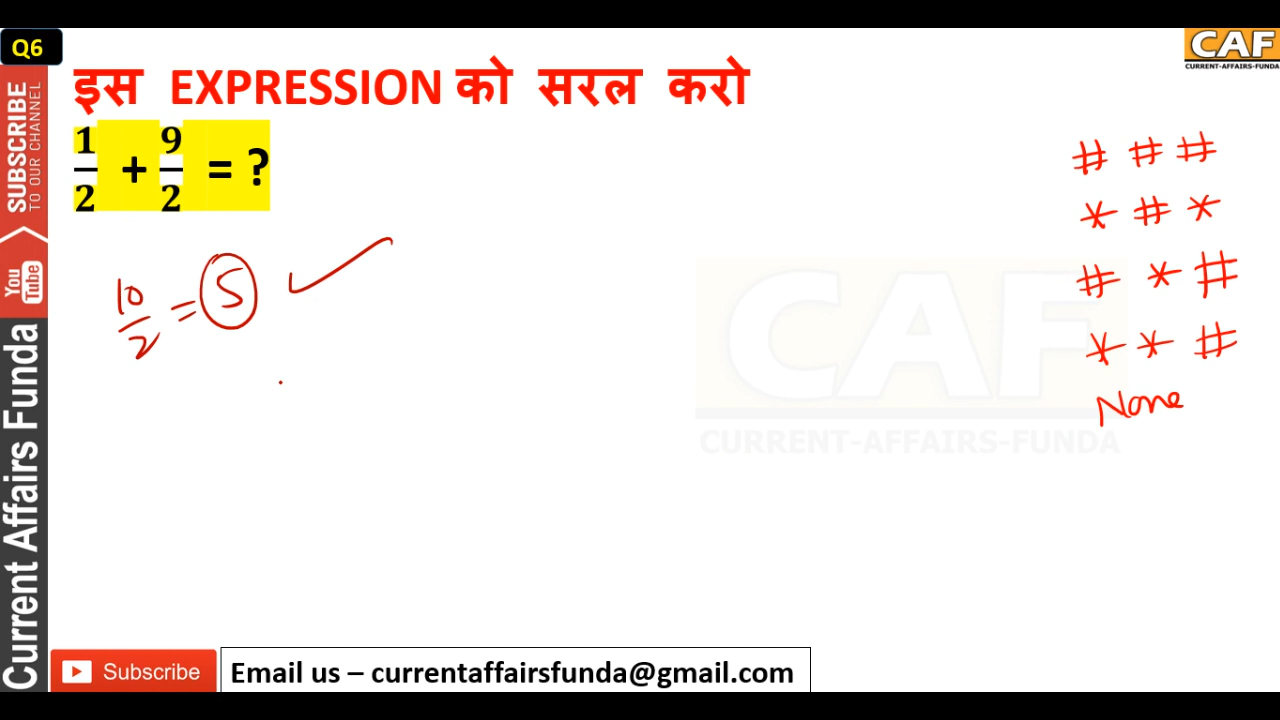 Q6
CAF
CURRENT-AFFAIRS-FUNDA
इस EXPRESSION को सरल करो
1/2 + 9/2 = ?
10/2 = 5
# # #
* # *
# * #
* * #
None
CAF
CURRENT-AFFAIRS-FUNDA
SUBSCRIBE
TO OUR CHANNEL
You Tube
Current Affairs Funda
Subscribe
Email us – currentaffairsfunda@gmail.com